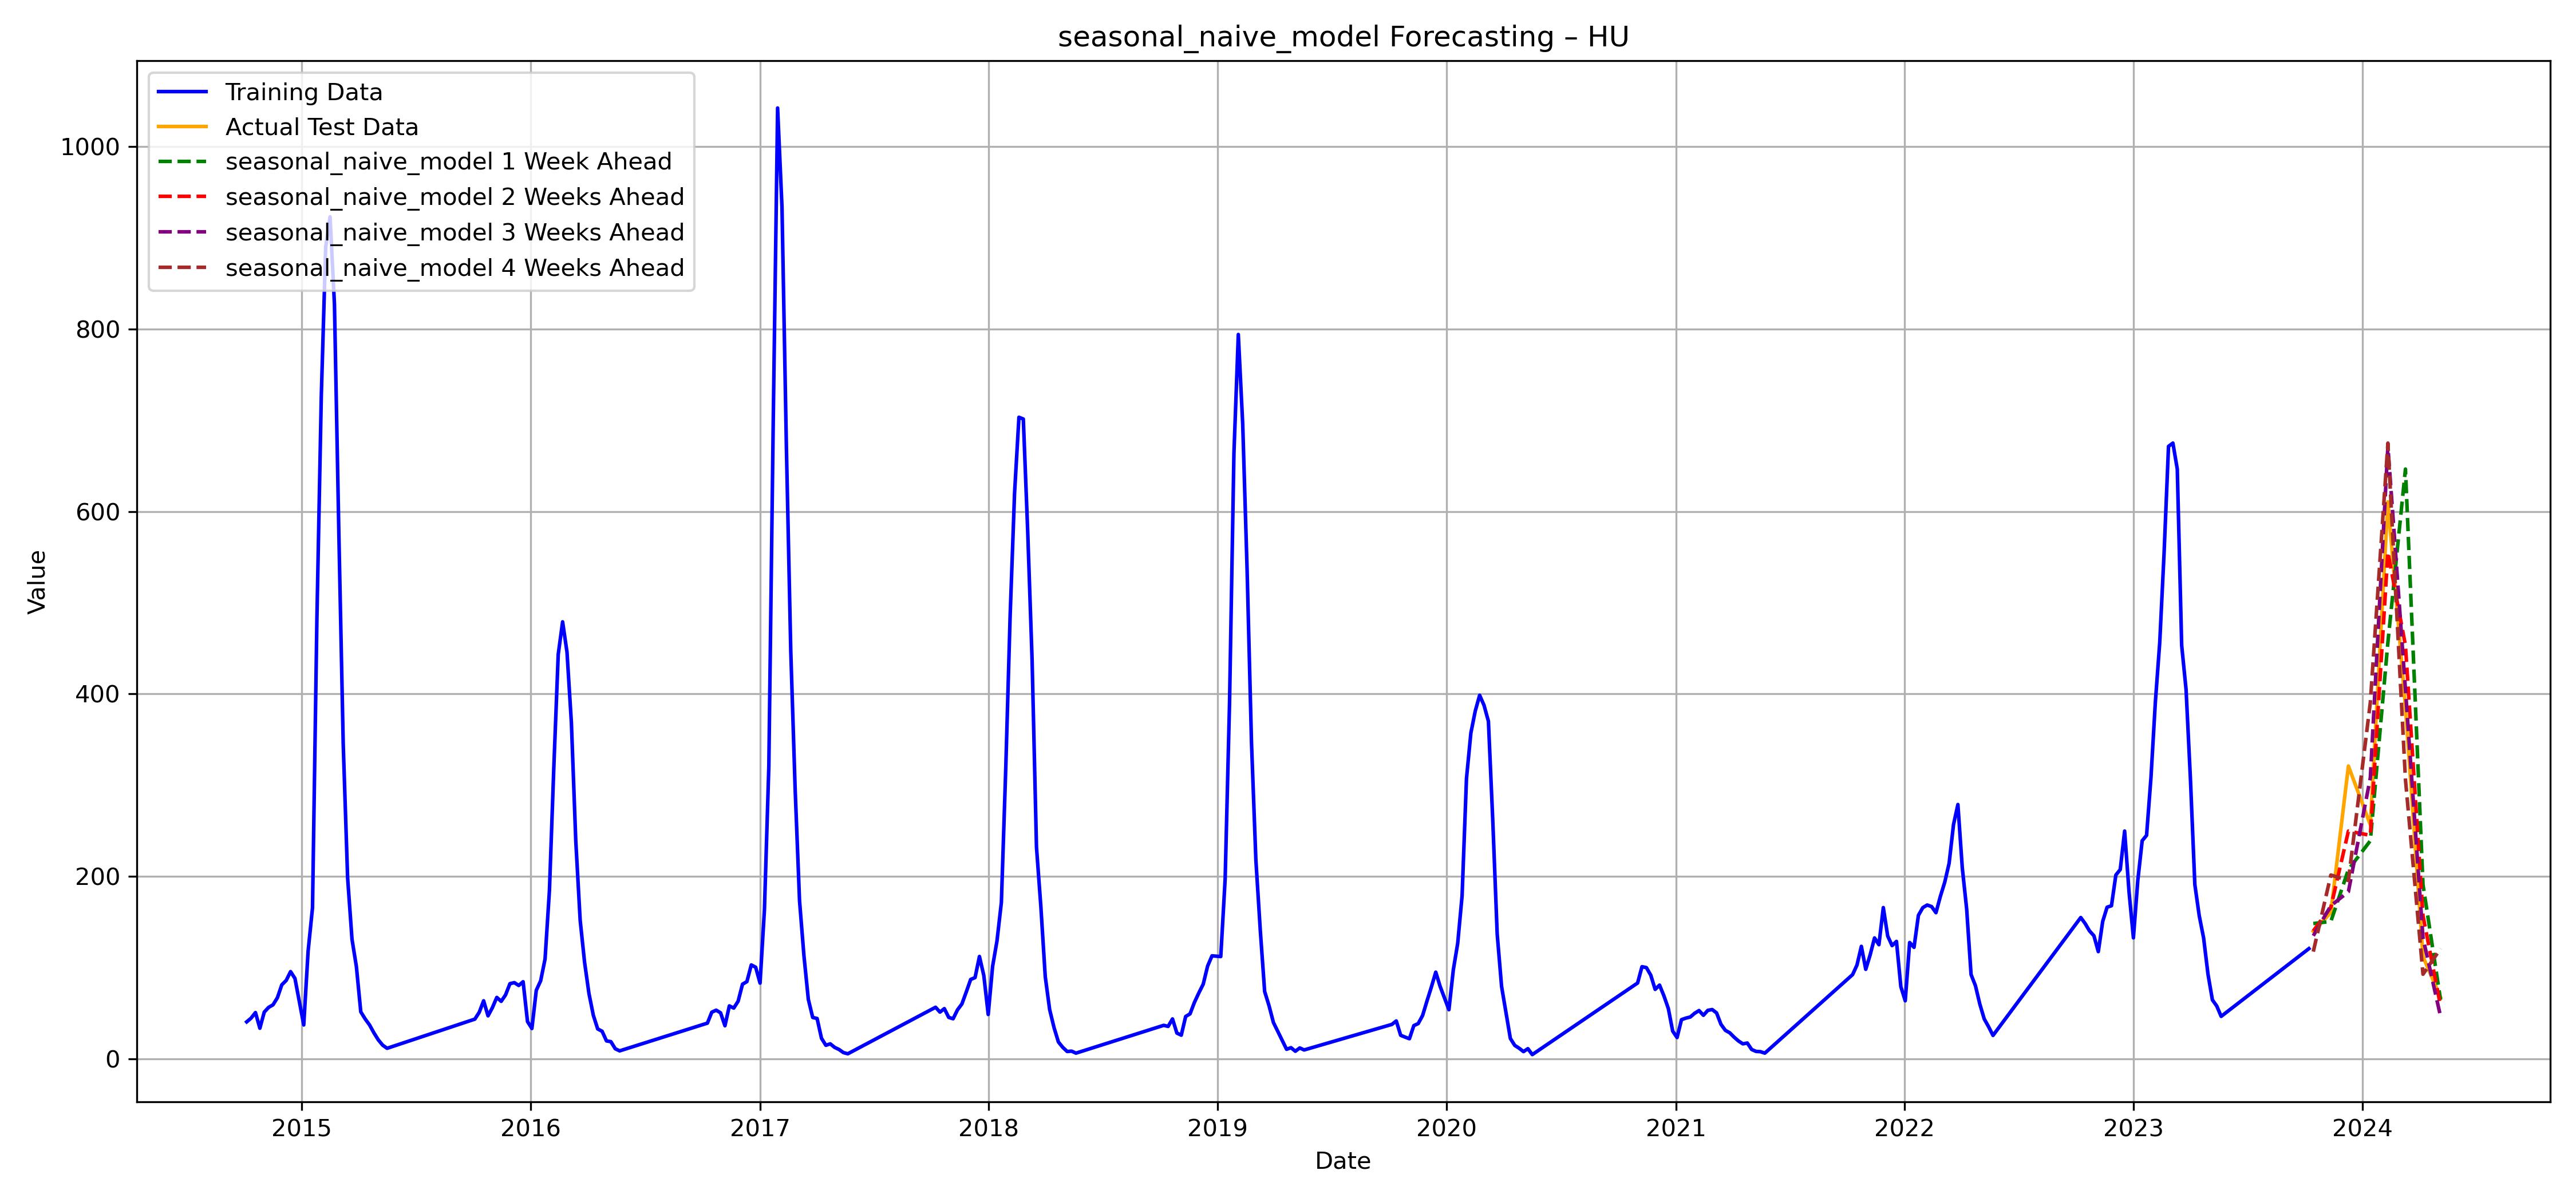 seasonal_naive_model Forecasting – HU
Training Data
Actual Test Data
seasonal_naive_model 1 Week Ahead
seasonal_naive_model 2 Weeks Ahead
seasonal_naive_model 3 Weeks Ahead
seasonal_naive_model 4 Weeks Ahead
Value
1000
800
600
400
200
0
2015 2016 2017 2018 2019 2020 2021 2022 2023 2024
Date